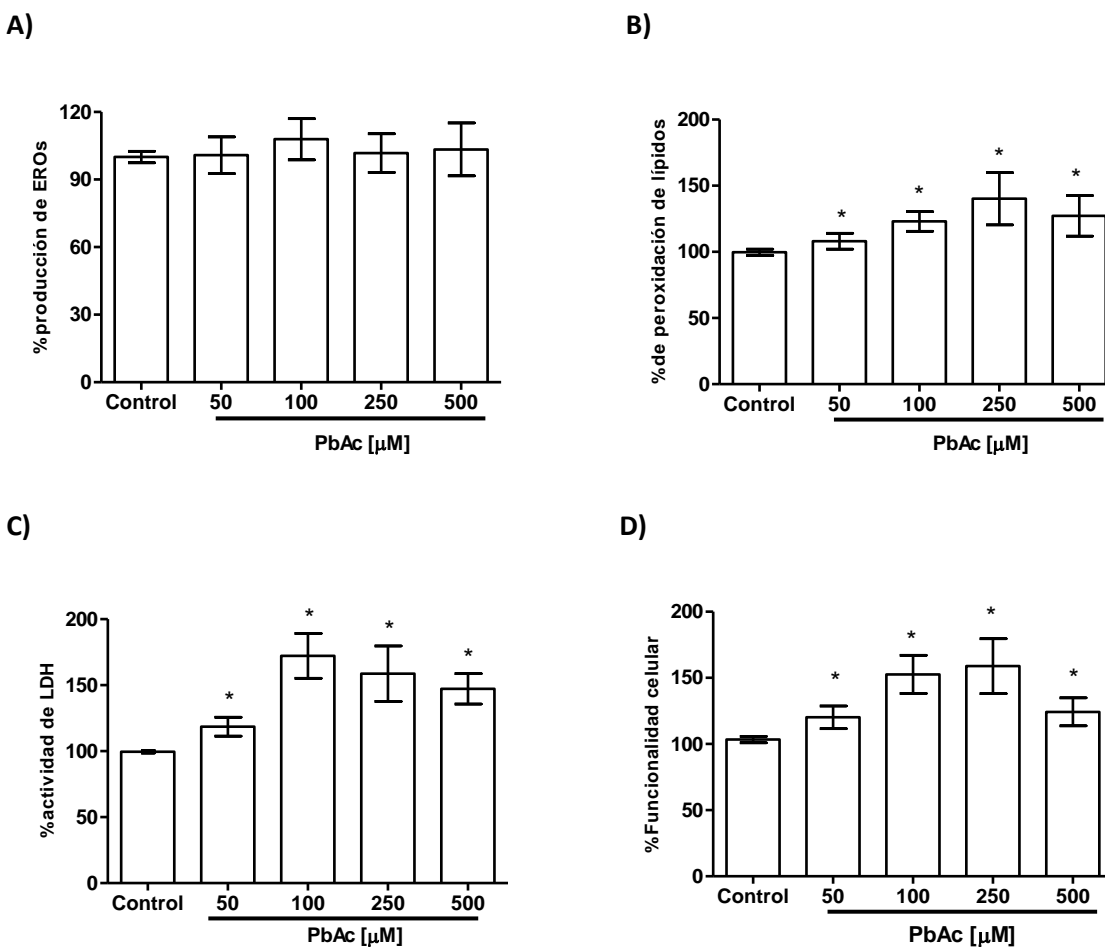 A)
%producción de EROs
120
90
60
30
0
Control 50 100 250 500
PbAc [µM]
B)
%de peroxidación de lípidos
200
150
100
50
0
* * * *
Control 50 100 250 500
PbAc [µM]
C)
%actividad de LDH
200
150
100
50
0
* * * *
Control 50 100 250 500
PbAc [µM]
D)
%Funcionalidad celular
200
150
100
50
0
* * * *
Control 50 100 250 500
PbAc [µM]